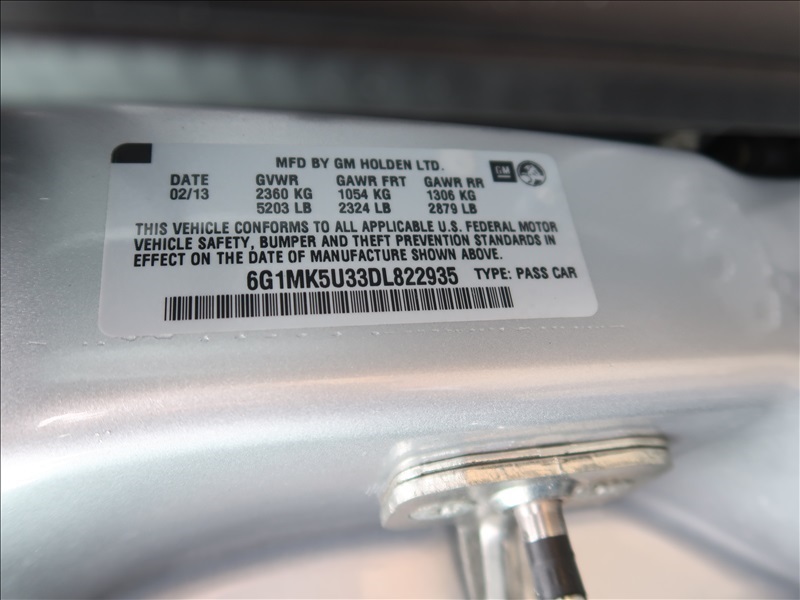 MFD BY GM HOLDEN LTD.
GM
DATE GVWR GAWR FRT GAWR RR
02/13 2360 KG 1054 KG 1306 KG
5203 LB 2324 LB 2879 LB
THIS VEHICLE CONFORMS TO ALL APPLICABLE U.S. FEDERAL MOTOR
VEHICLE SAFETY, BUMPER AND THEFT PREVENTION STANDARDS IN
EFFECT ON THE DATE OF MANUFACTURE SHOWN ABOVE.
6G1MK5U33DL822935 TYPE: PASS CAR